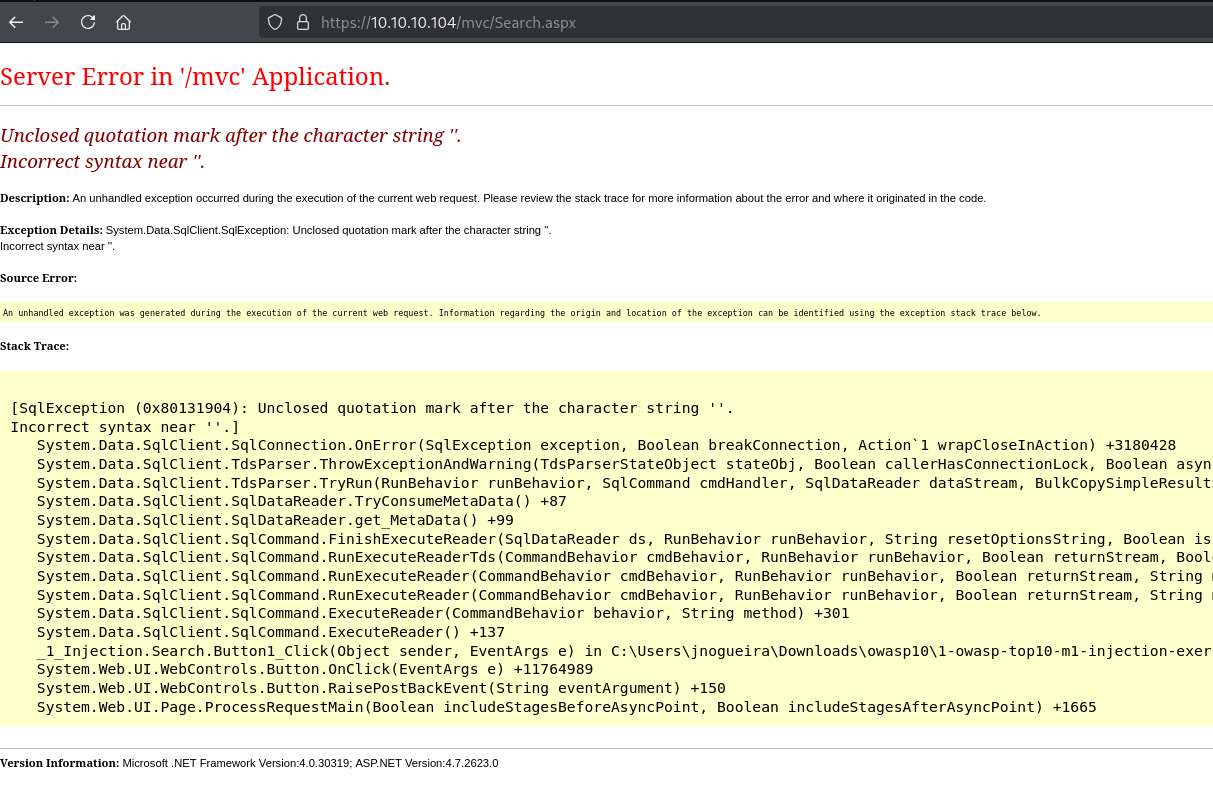 https://10.10.10.104/mvc/Search.aspx
Server Error in '/mvc' Application.
Unclosed quotation mark after the character string ''.
Incorrect syntax near ''.
Description: An unhandled exception occurred during the execution of the current web request. Please review the stack trace for more information about the error and where it originated in the code.
Exception Details: System.Data.SqlClient.SqlException: Unclosed quotation mark after the character string ''.
Incorrect syntax near ''.
Source Error:
An unhandled exception was generated during the execution of the current web request. Information regarding the origin and location of the exception can be identified using the exception stack trace below.
Stack Trace:
[SqlException (0x80131904): Unclosed quotation mark after the character string ''.
Incorrect syntax near ''.]
System.Data.SqlClient.SqlConnection.OnError(SqlException exception, Boolean breakConnection, Action`1 wrapCloseInAction) +3180428
System.Data.SqlClient.TdsParser.ThrowExceptionAndWarning(TdsParserStateObject stateObj, Boolean callerHasConnectionLock, Boolean asyn
System.Data.SqlClient.TdsParser.TryRun(RunBehavior runBehavior, SqlCommand cmdHandler, SqlDataReader dataStream, BulkCopySimpleResult
System.Data.SqlClient.SqlDataReader.TryConsumeMetaData() +87
System.Data.SqlClient.SqlDataReader.get_MetaData() +99
System.Data.SqlClient.SqlCommand.FinishExecuteReader(SqlDataReader ds, RunBehavior runBehavior, String resetOptionsString, Boolean is
System.Data.SqlClient.SqlCommand.RunExecuteReaderTds(CommandBehavior cmdBehavior, RunBehavior runBehavior, Boolean returnStream, Bool
System.Data.SqlClient.SqlCommand.RunExecuteReader(CommandBehavior cmdBehavior, RunBehavior runBehavior, Boolean returnStream, String
System.Data.SqlClient.SqlCommand.RunExecuteReader(CommandBehavior cmdBehavior, RunBehavior runBehavior, Boolean returnStream, String
System.Data.SqlClient.SqlCommand.ExecuteReader(CommandBehavior behavior, String method) +301
System.Data.SqlClient.SqlCommand.ExecuteReader() +137
_1_Injection.Search.Button1_Click(Object sender, EventArgs e) in C:\Users\jnogueira\Downloads\owasp10\1-owasp-top10-m1-injection-exer
System.Web.UI.WebControls.Button.OnClick(EventArgs e) +11764989
System.Web.UI.WebControls.Button.RaisePostBackEvent(String eventArgument) +150
System.Web.UI.Page.ProcessRequestMain(Boolean includeStagesBeforeAsyncPoint, Boolean includeStagesAfterAsyncPoint) +1665
Version Information: Microsoft .NET Framework Version:4.0.30319; ASP.NET Version:4.7.2623.0